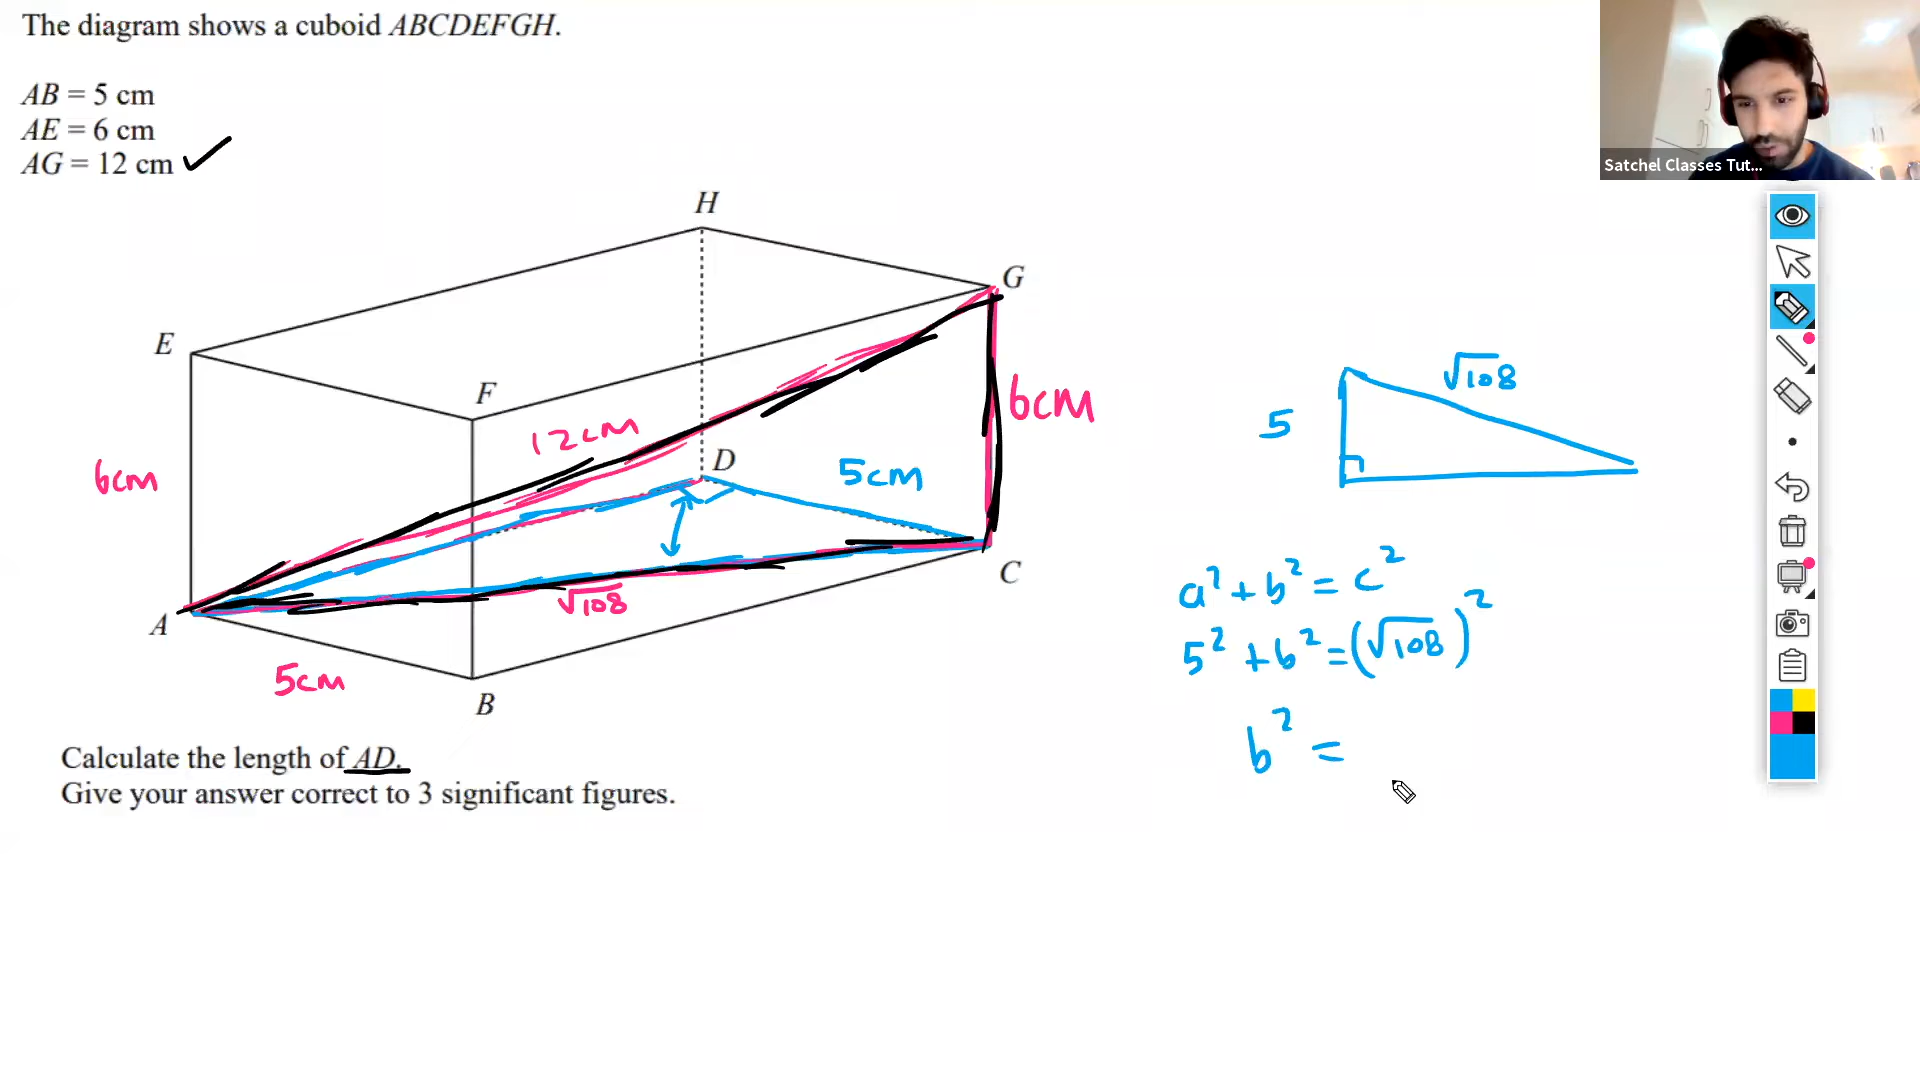 The diagram shows a cuboid ABCDEFGH.
AB = 5 cm
AE = 6 cm
AG = 12 cm
Satchel Classes Tut...
H
G
E
F
6cm
12cm
√108
5
6cm
D
5cm
√108
C
A
5cm
B
a² + b² = c²
5² + b² = (√108)²
b² =
Calculate the length of AD.
Give your answer correct to 3 significant figures.